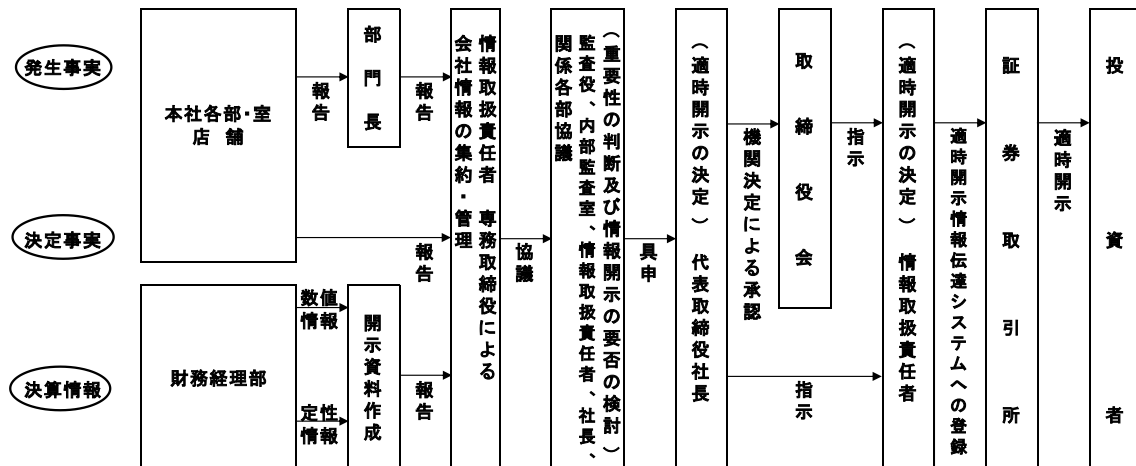 発生事実
決定事実
決算情報
本社各部・室
店 舗
報告
部門長
報告
報告
財務経理部
数値
情報
定性
情報
開示資料作成
報告
情報取扱責任者 専務取締役による
会社情報の集約・管理
協議
(重要性の判断及び情報開示の要否の検討)
監査役、内部監査室、情報取扱責任者、社長、
関係各部協議
具申
(適時開示の決定) 代表取締役社長
機関決定による承認
取締役会
指示
指示
(適時開示の決定) 情報取扱責任者
適時開示情報伝達システムへの登録
証券取引所
適時開示
投資者